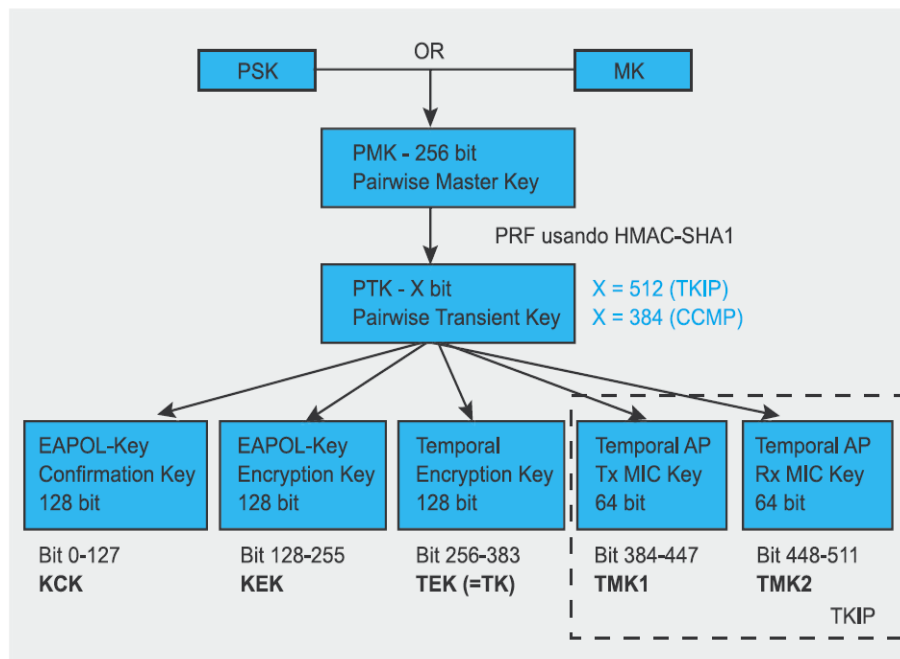 OR
PSK
MK
PMK - 256 bit
Pairwise Master Key
PRF usando HMAC-SHA1
PTK - X bit
Pairwise Transient Key
X = 512 (TKIP)
X = 384 (CCMP)
EAPOL-Key
Confirmation Key
128 bit
EAPOL-Key
Encryption Key
128 bit
Temporal
Encryption Key
128 bit
Temporal AP
Tx MIC Key
64 bit
Temporal AP
Rx MIC Key
64 bit
Bit 0-127
KCK
Bit 128-255
KEK
Bit 256-383
TEK (=TK)
Bit 384-447
TMK1
Bit 448-511
TMK2
TKIP